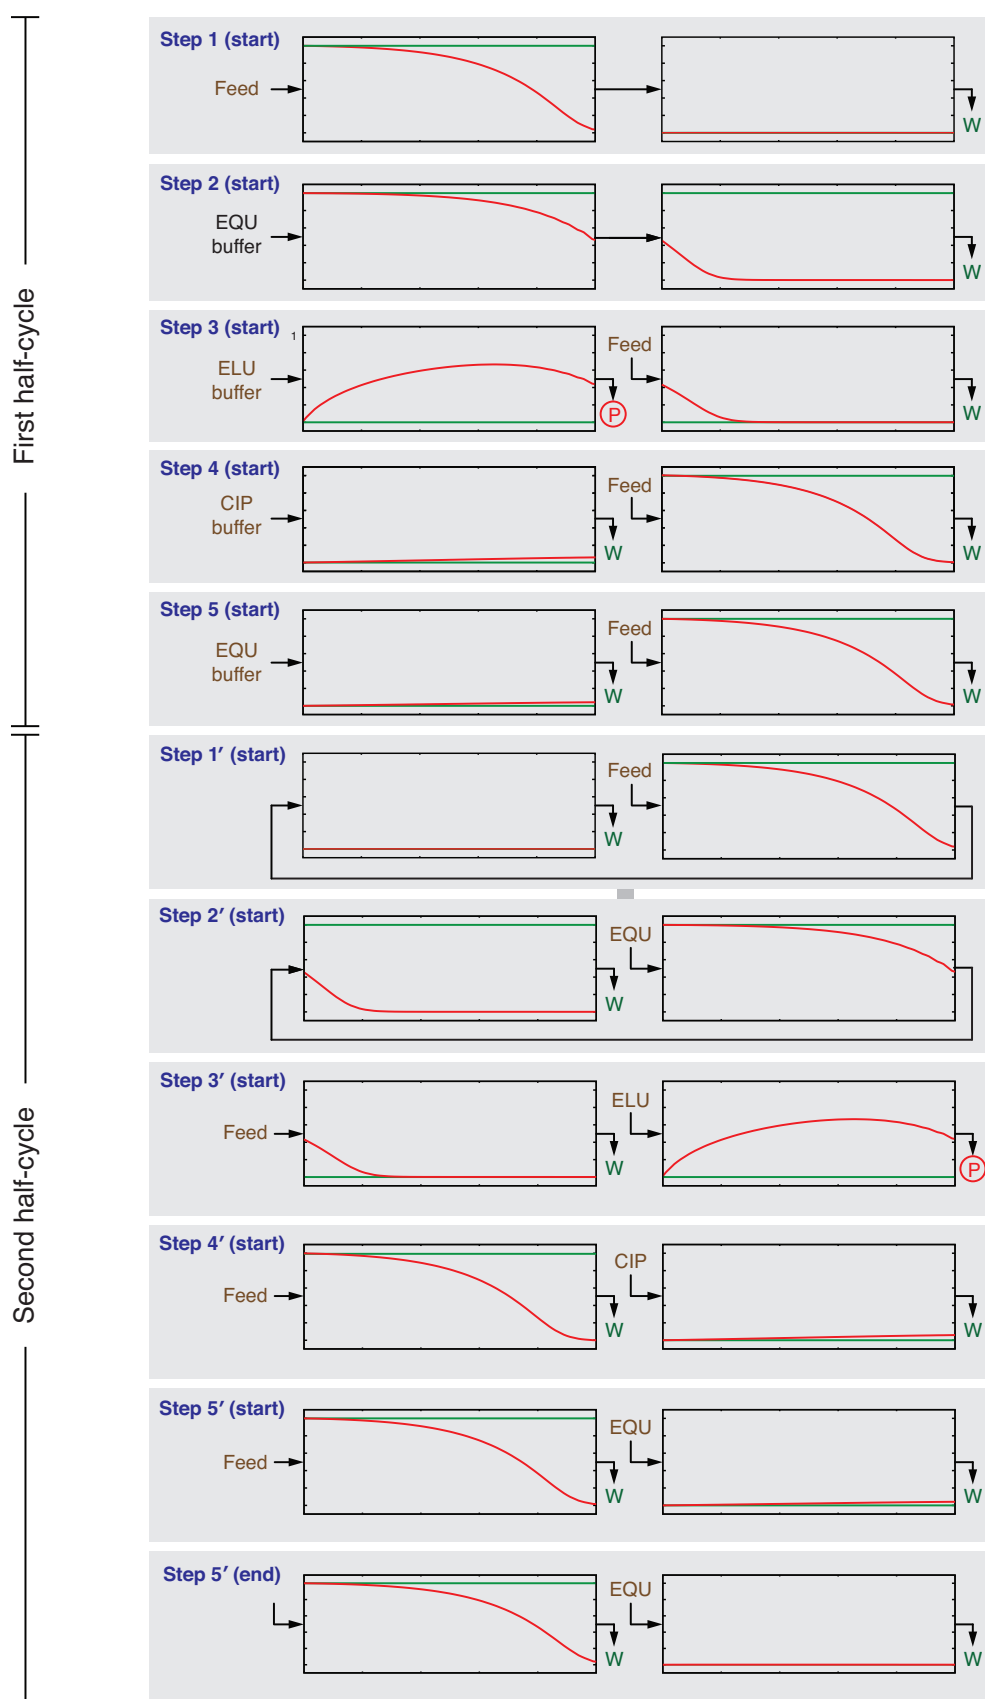 First half-cycle
Second half-cycle
Step 1 (start)
Feed
W
Step 2 (start)
EQU
buffer
W
Step 3 (start)
1
ELU
buffer
P
Feed
W
Step 4 (start)
CIP
buffer
W
Feed
W
Step 5 (start)
EQU
buffer
W
Feed
W
Step 1′ (start)
W
Feed
Step 2′ (start)
W
EQU
Step 3′ (start)
Feed
W
ELU
P
Step 4′ (start)
Feed
W
CIP
W
Step 5′ (start)
Feed
W
EQU
W
Step 5′ (end)
W
EQU
W